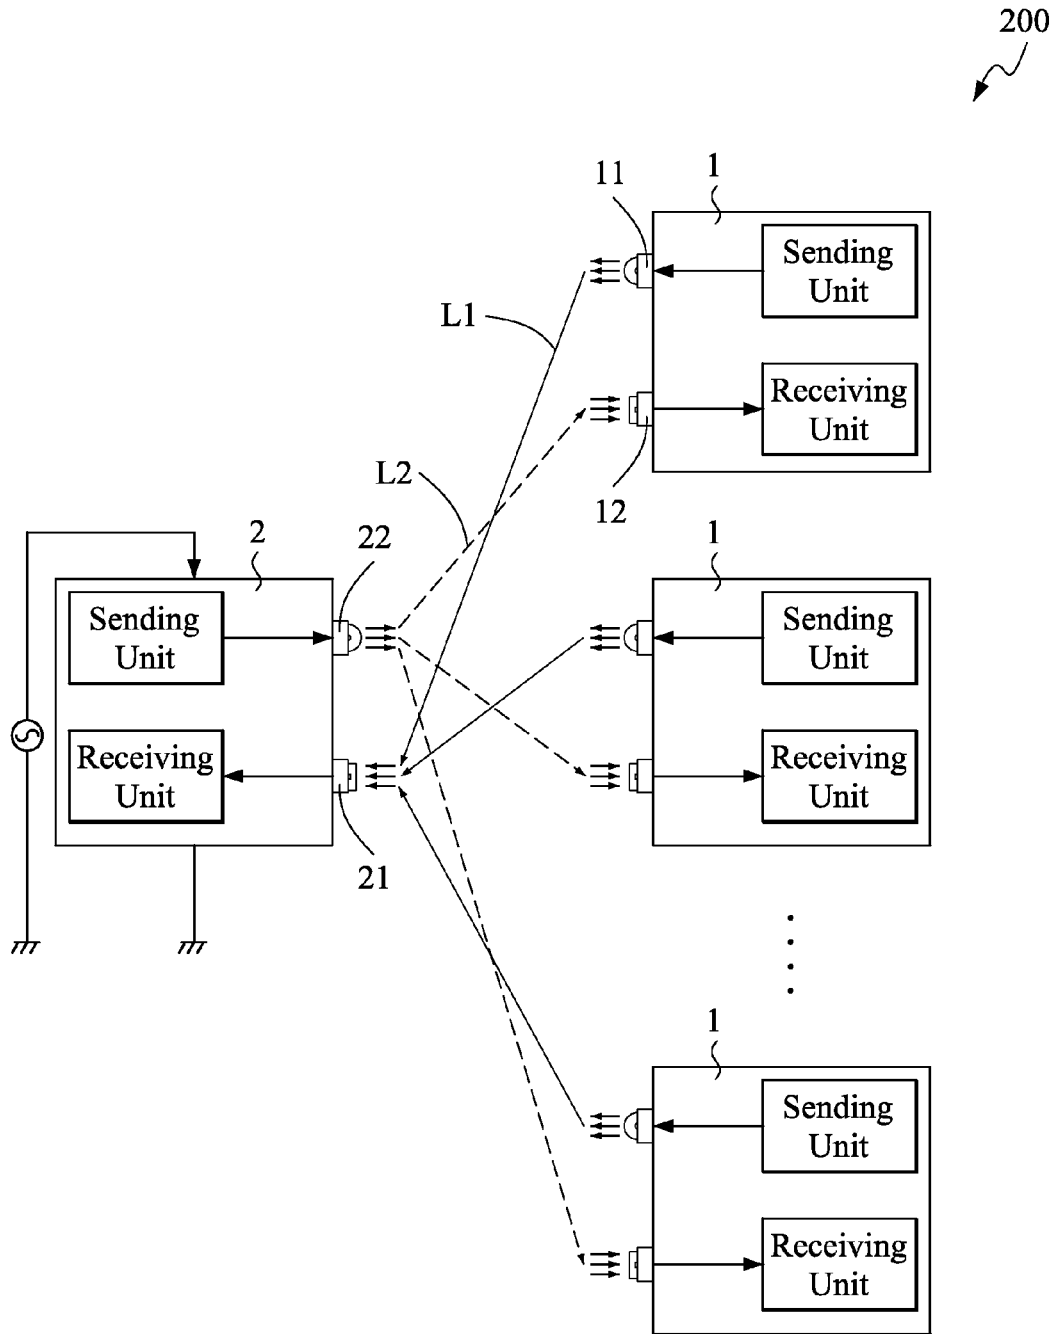 200
1
11
Sending
Unit
L1
Receiving
Unit
L2
12
2
22
1
Sending
Unit
Sending
Unit
Receiving
Unit
Receiving
Unit
21
1
Sending
Unit
Receiving
Unit